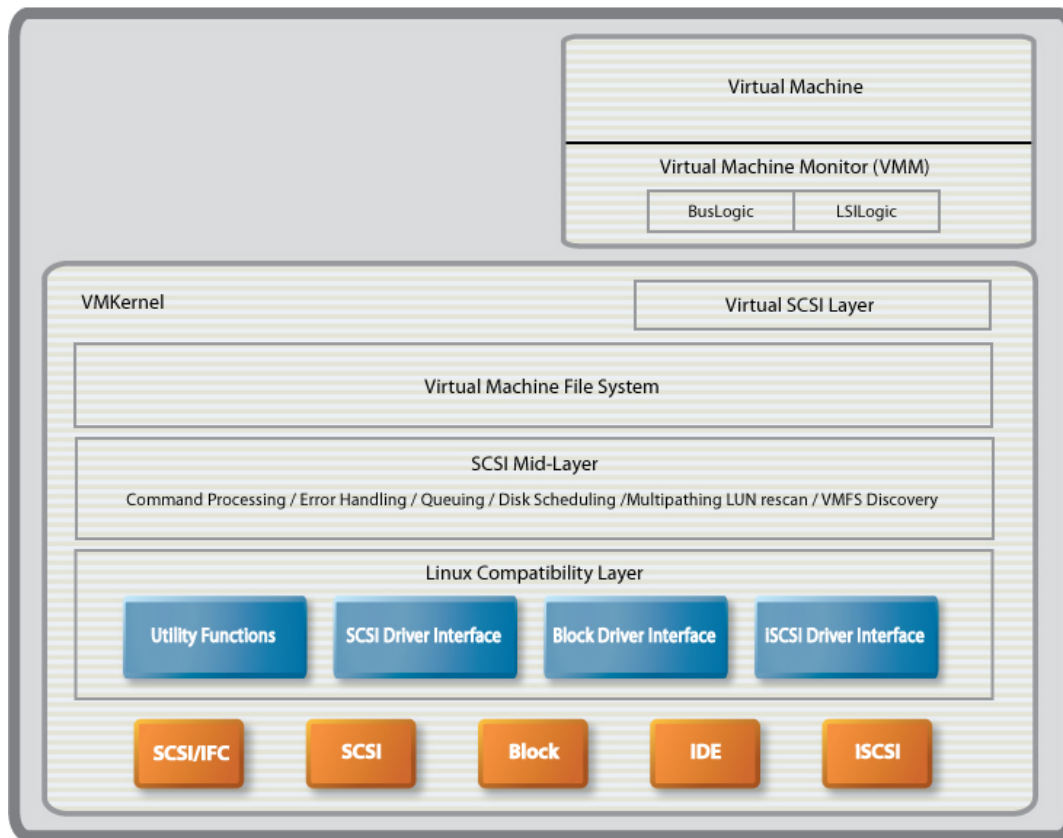 Virtual Machine
Virtual Machine Monitor (VMM)
BusLogic
LSILogic
VMKernel
Virtual SCSI Layer
Virtual Machine File System
SCSI Mid-Layer
Command Processing / Error Handling / Queuing / Disk Scheduling /Multipathing LUN rescan / VMFS Discovery
Linux Compatibility Layer
Utility Functions
SCSI Driver Interface
Block Driver Interface
iSCSI Driver Interface
SCSI/IFC
SCSI
Block
IDE
ISCSI